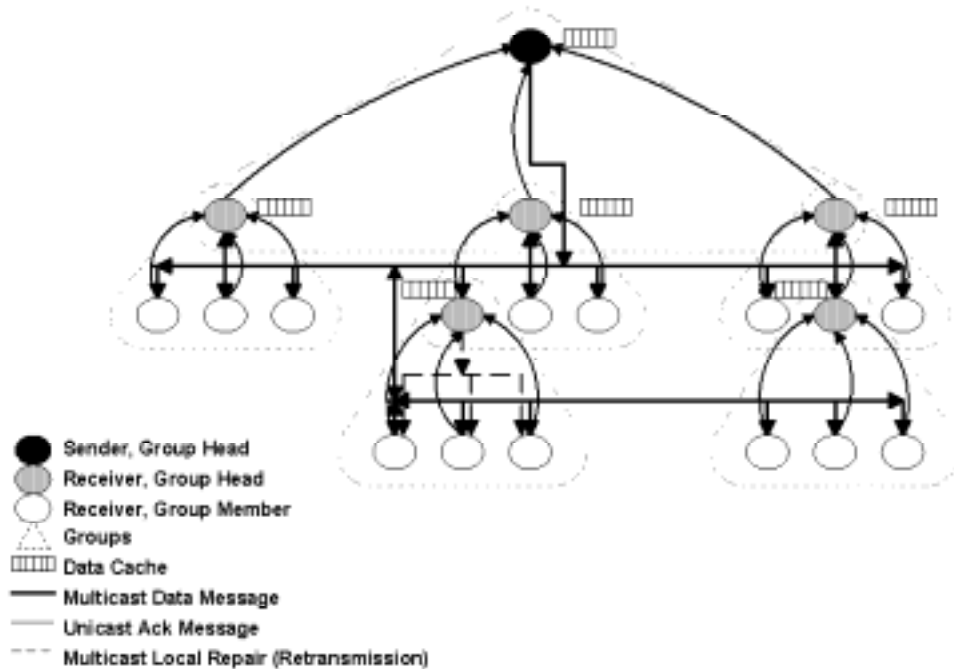 Sender, Group Head
Receiver, Group Head
Receiver, Group Member
Groups
Data Cache
Multicast Data Message
Unicast Ack Message
Multicast Local Repair (Retransmission)